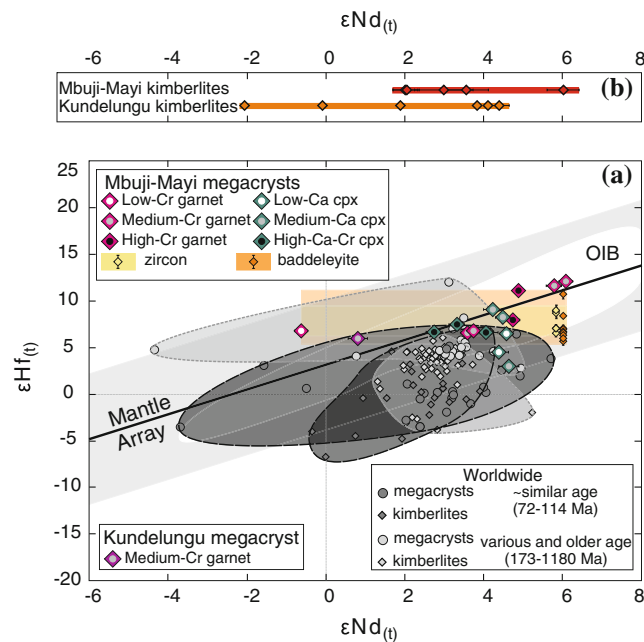 εNd(t)
-6 -4 -2 0 2 4 6 8
Mbuji-Mayi kimberlites
Kundelungu kimberlites
(b)
(a)
25
20
15
10
5
0
-5
-10
-15
-20
εHf(t)
Mbuji-Mayi megacrysts
Low-Cr garnet Low-Ca cpx
Medium-Cr garnet Medium-Ca cpx
High-Cr garnet High-Ca-Cr cpx
zircon baddeleyite
OIB
Mantle
Array
Worldwide
megacrysts ~similar age
kimberlites (72-114 Ma)
megacrysts various and older age
kimberlites (173-1180 Ma)
Kundelungu megacryst
Medium-Cr garnet
-6 -4 -2 0 2 4 6 8
εNd(t)